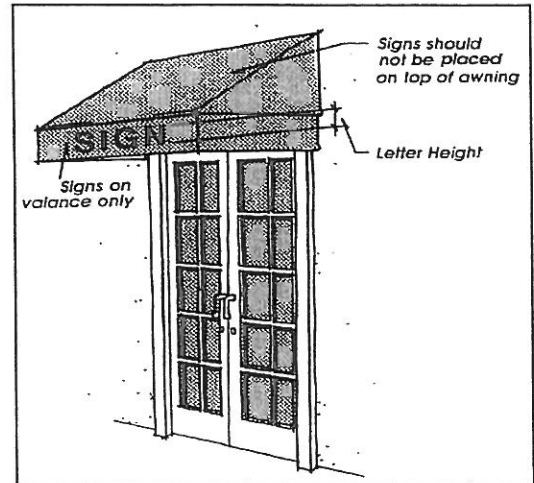 Signs should
not be placed
on top of awning
SIGN
Letter Height
Signs on
valance only